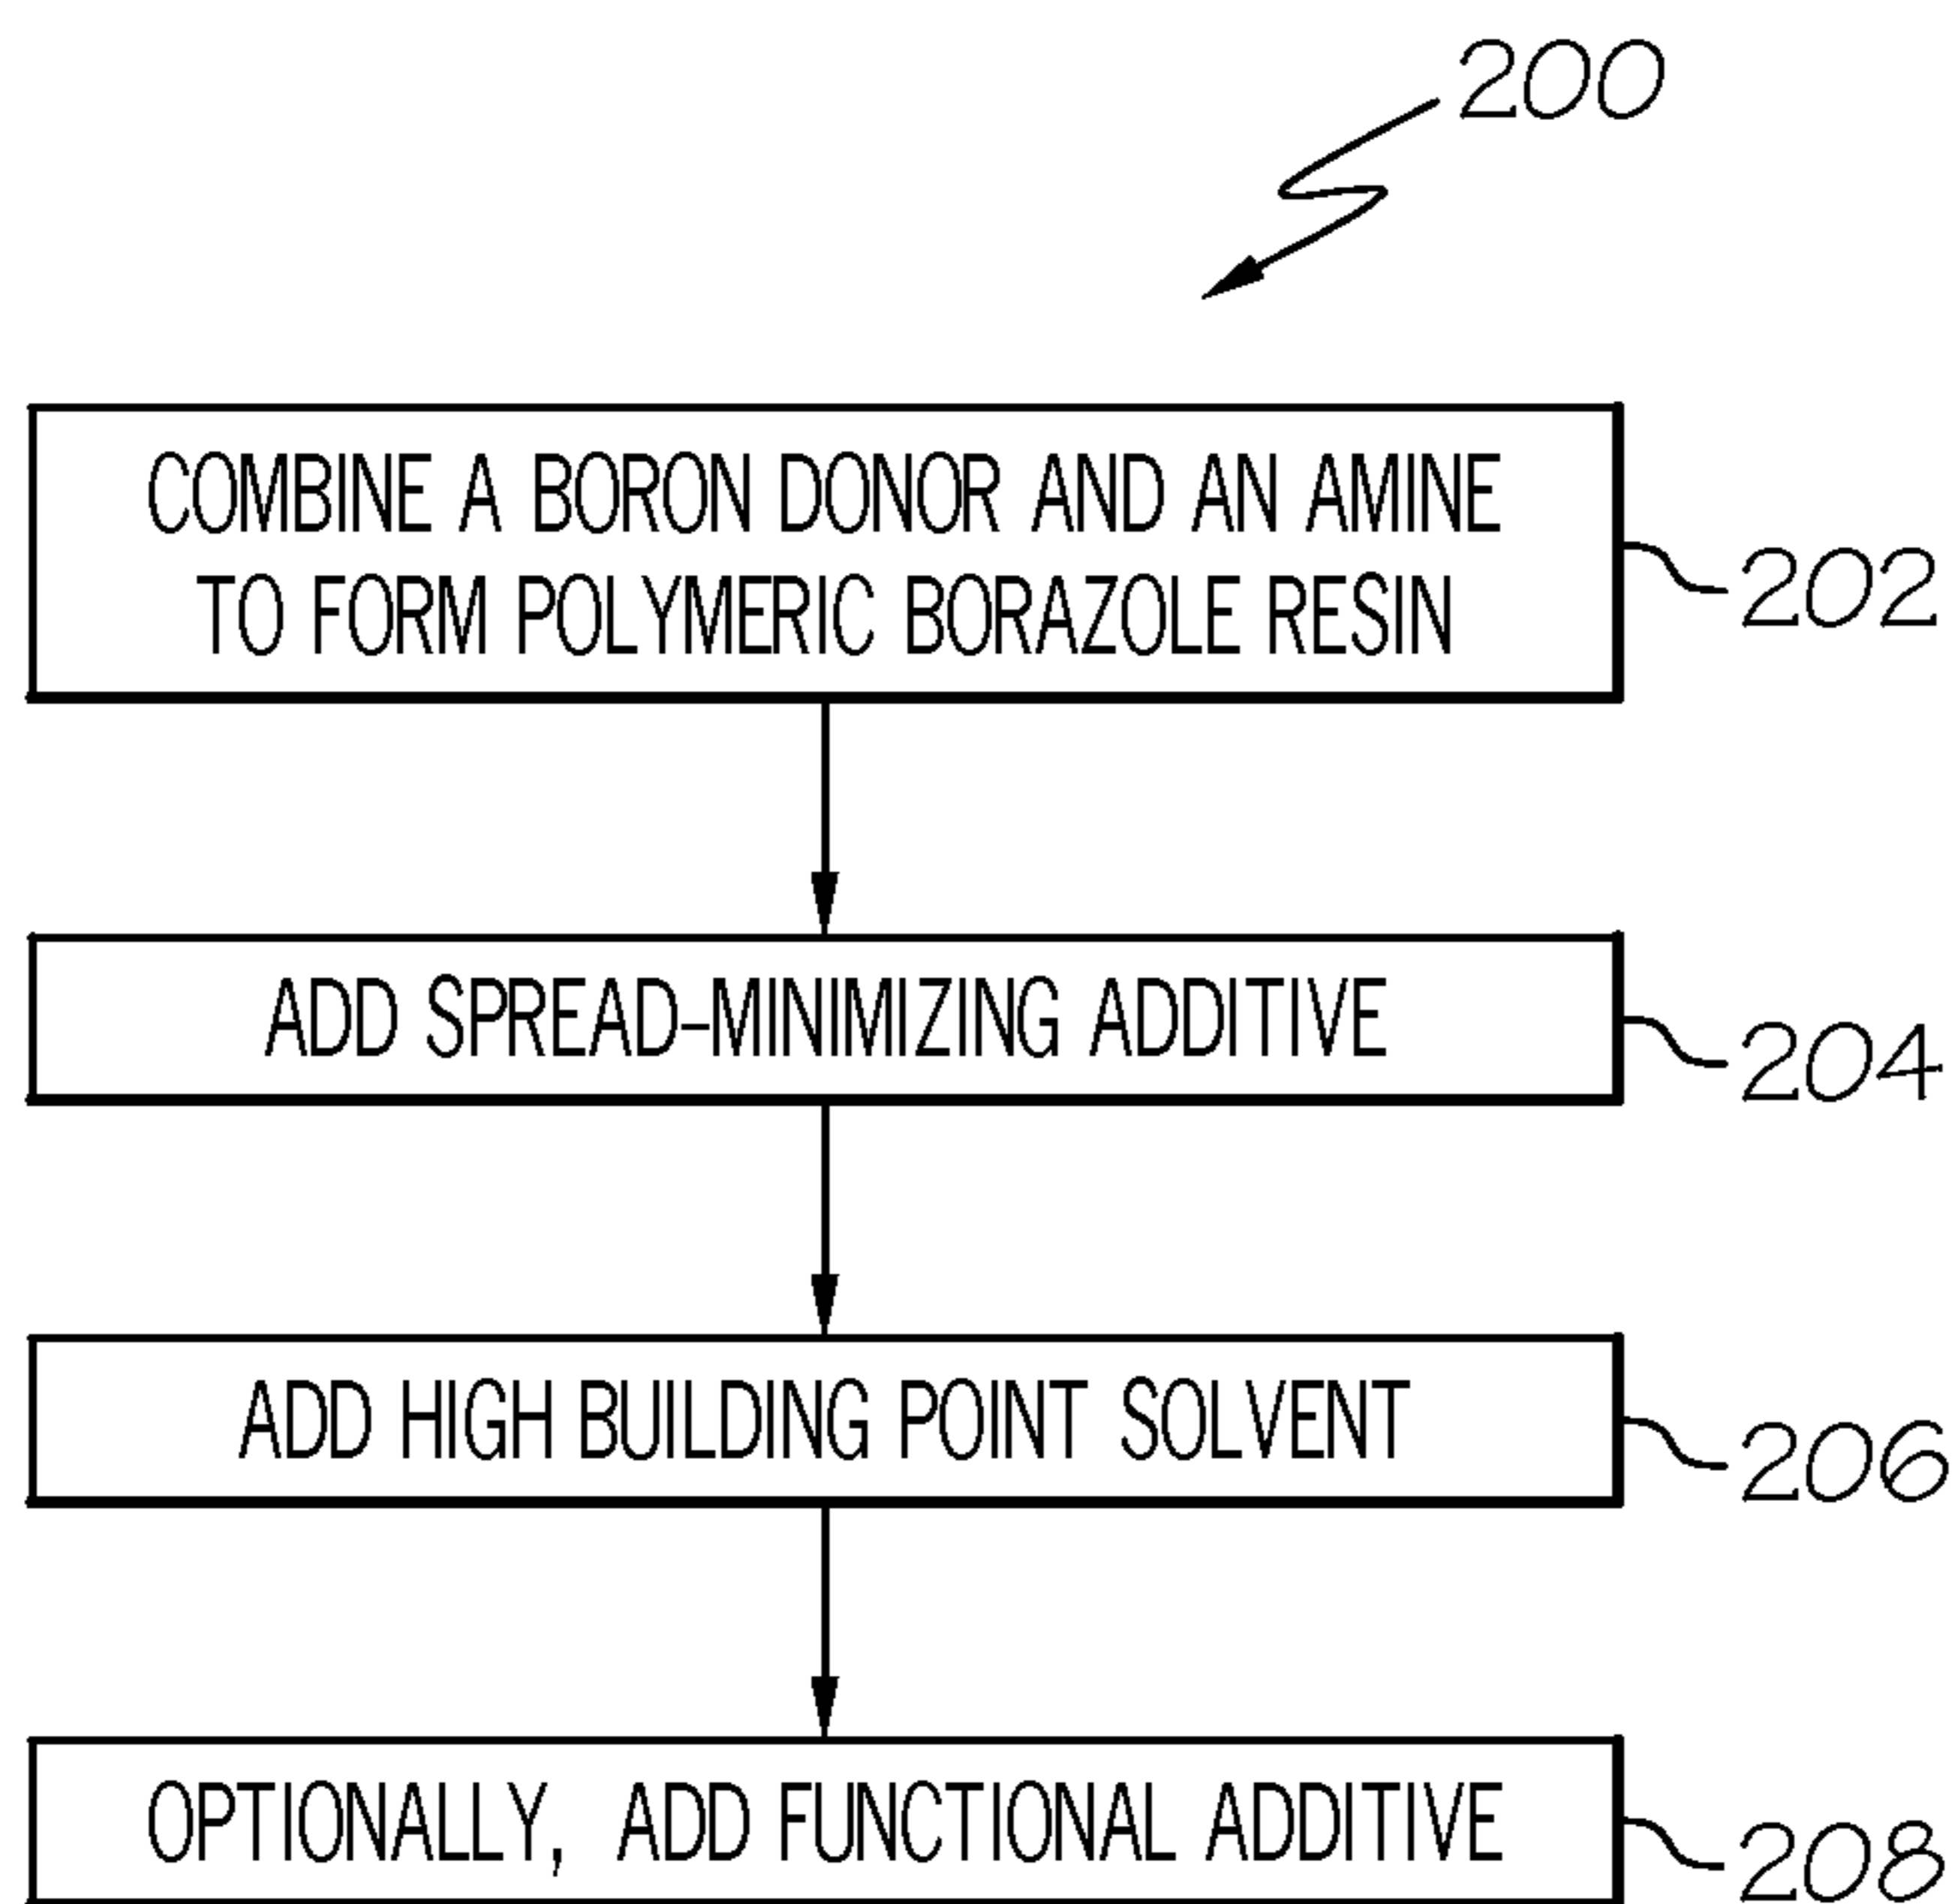 200
COMBINE A BORON DONOR AND AN AMINE
TO FORM POLYMERIC BORAZOLE RESIN
202
ADD SPREAD-MINIMIZING ADDITIVE
204
ADD HIGH BUILDING POINT SOLVENT
206
OPTIONALLY, ADD FUNCTIONAL ADDITIVE
208